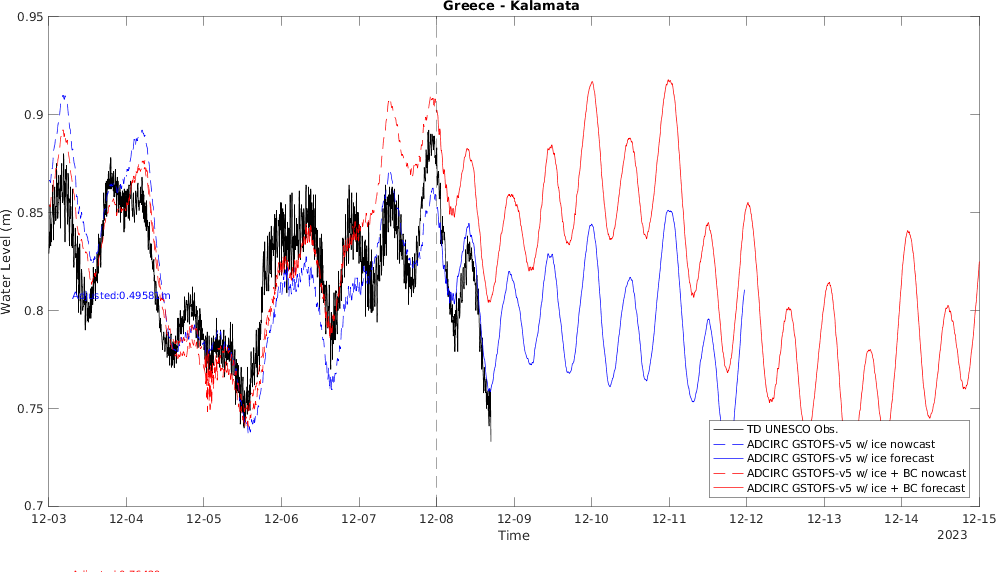 Greece - Kalamata
0.95
0.9
0.85
0.8
0.75
0.7
Water Level (m)
TD UNESCO Obs.
ADCIRC GSTOFS-v5 w/ ice nowcast
ADCIRC GSTOFS-v5 w/ ice forecast
ADCIRC GSTOFS-v5 w/ ice + BC nowcast
ADCIRC GSTOFS-v5 w/ ice + BC forecast
12-03 12-04 12-05 12-06 12-07 12-08 12-09 12-10 12-11 12-12 12-13 12-14 12-15
Time
2023